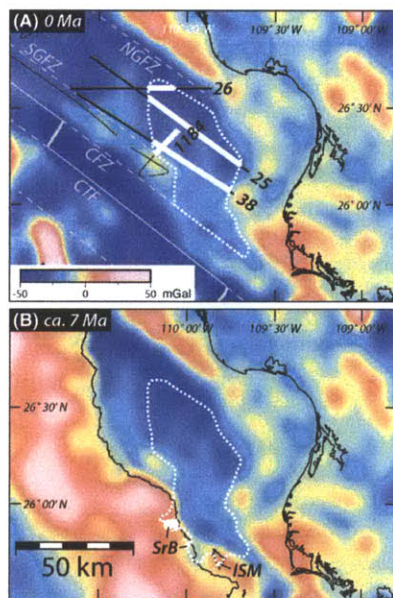 (A) 0 Ma
110° 00' W
109° 30' W
109° 00' W
SGFZ
NGFZ
26
26° 30' N
1184
CFZ
CTF
25
38
26° 00' N
-50
0
50
mGal
(B) ca. 7 Ma
110° 00' W
109° 30' W
109° 00' W
26° 30' N
26° 00' N
SrB
ISM
50 km